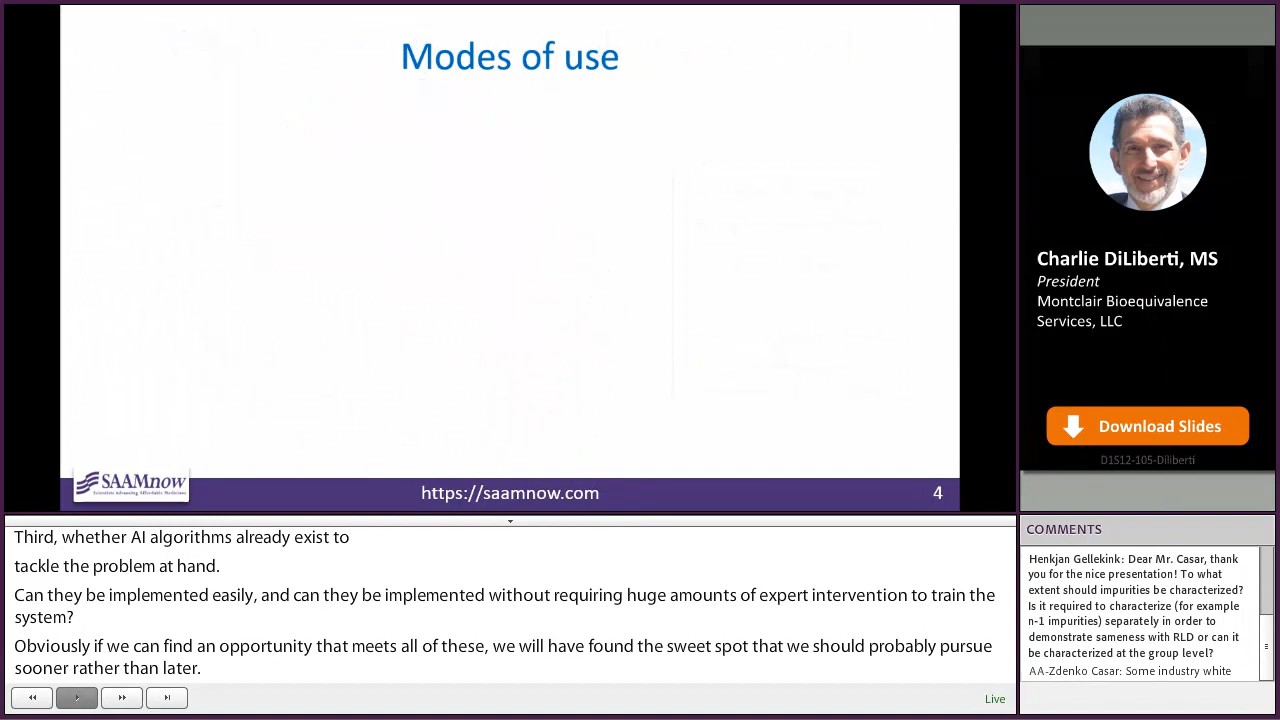 Modes of use
SAAMnow
Scientists Advancing Affordable Medicines
https://saamnow.com
4
Charlie DiLiberti, MS
President
Montclair Bioequivalence
Services, LLC
Download Slides
D1S12-105-Diliberti
Third, whether AI algorithms already exist to
tackle the problem at hand.
Can they be implemented easily, and can they be implemented without requiring huge amounts of expert intervention to train the
system?
Obviously if we can find an opportunity that meets all of these, we will have found the sweet spot that we should probably pursue
sooner rather than later.
Live
COMMENTS
Henkjan Gellekink: Dear Mr. Casar, thank
you for the nice presentation! To what
extent should impurities be characterized?
Is it required to characterize (for example
n-1 impurities) separately in order to
demonstrate sameness with RLD or can it
be characterized at the group level?
AA-Zdenko Casar: Some industry white